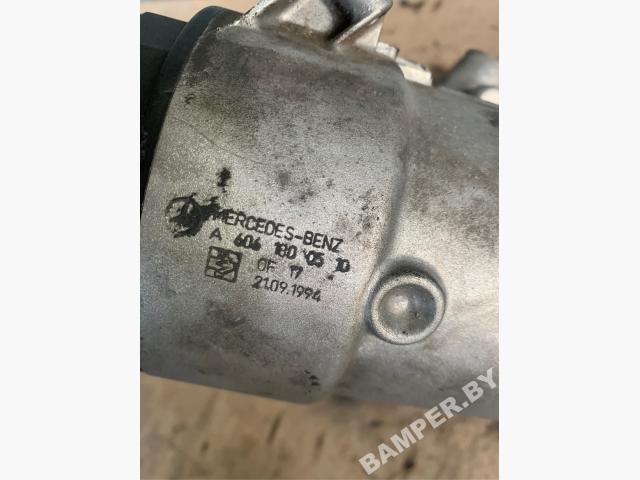 MERCEDES-BENZ
A 606 180 05 10
OF 17
21.09.1994
BAMPER.BY